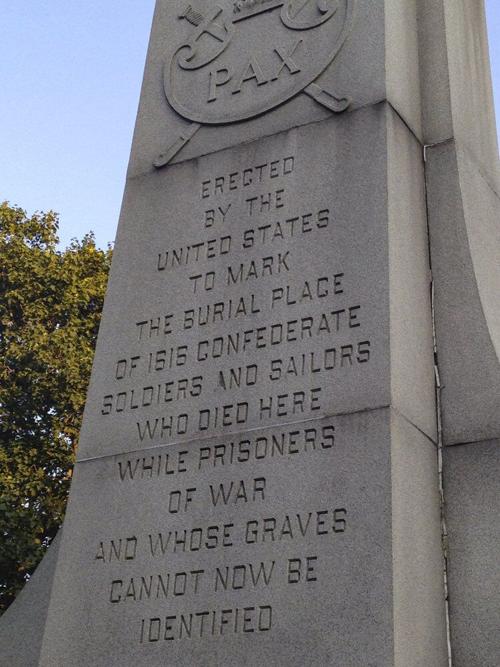 PAX
ERECTED
BY THE
UNITED STATES
TO MARK
THE BURIAL PLACE
OF 1616 CONFEDERATE
SOLDIERS AND SAILORS
WHO DIED HERE
WHILE PRISONERS
OF WAR
AND WHOSE GRAVES
CANNOT NOW BE
IDENTIFIED